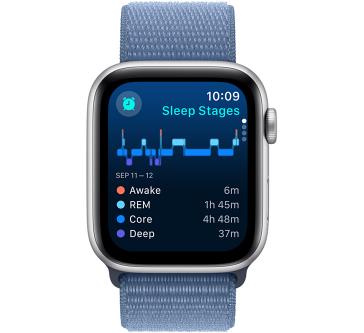 10:09
Sleep Stages
SEP 11–12
Awake 6m
REM 1h 45m
Core 4h 48m
Deep 37m